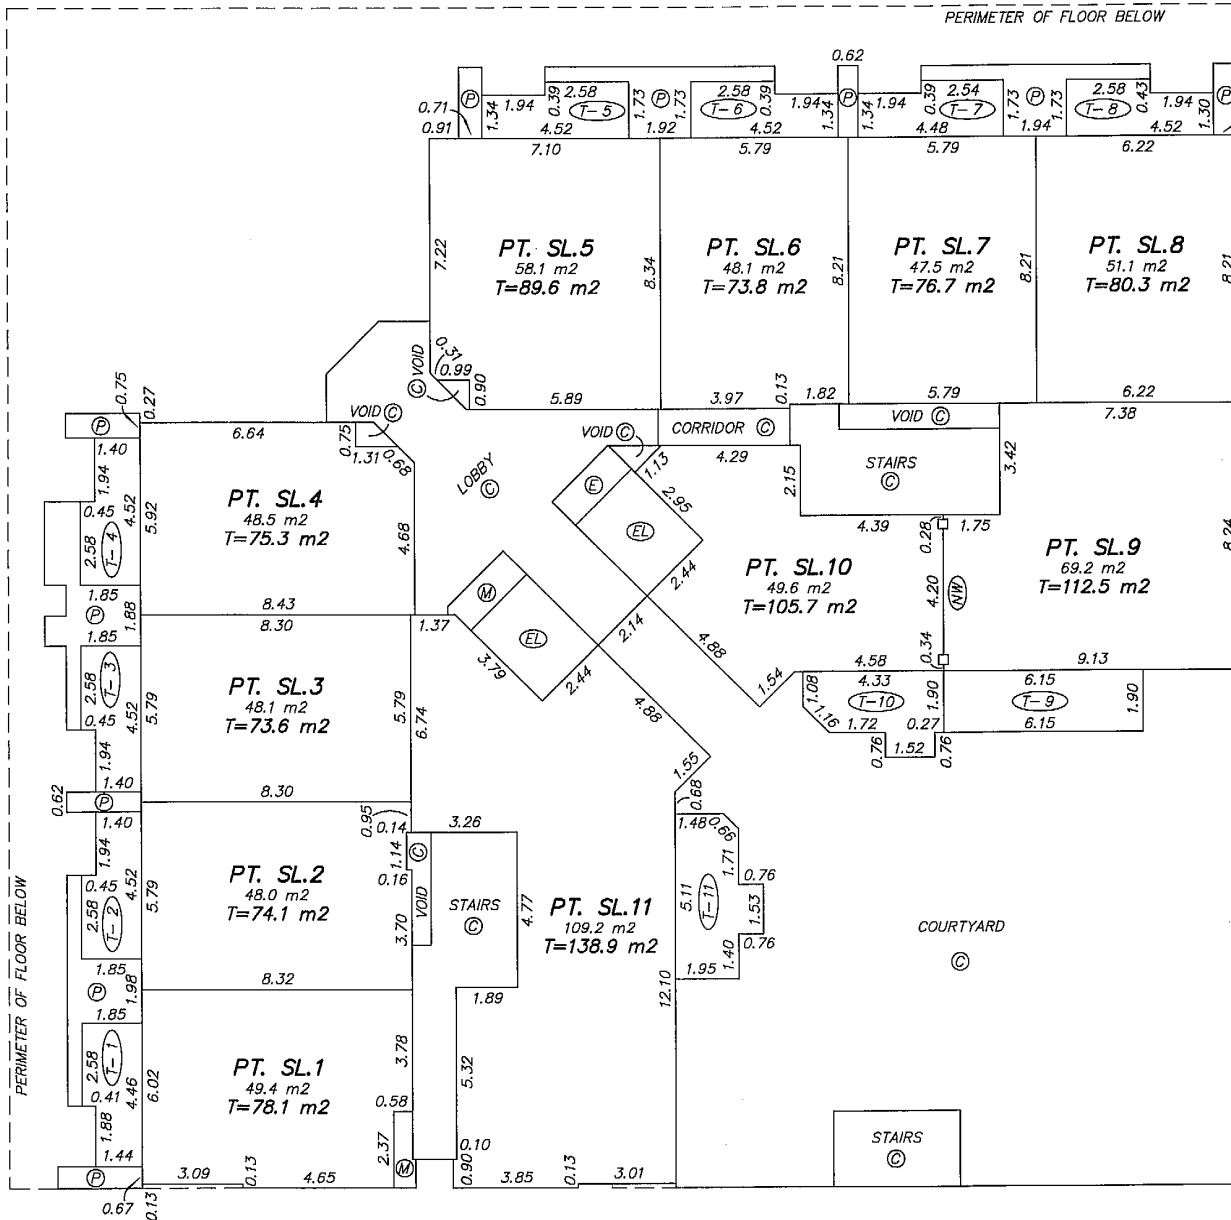 PERIMETER OF FLOOR BELOW
0.62
0.71
0.91
P
1.34
1.94
0.39
2.58
T-5
1.73
4.52
P
1.73
1.92
2.58
T-6
0.39
1.94
1.34
4.52
P
1.34
1.94
0.39
2.54
T-7
1.73
4.48
P
1.73
1.94
2.58
T-8
0.43
1.94
1.30
4.52
P
7.10
5.79
5.79
6.22
7.22
PT. SL.5
58.1 m2
T=89.6 m2
8.34
PT. SL.6
48.1 m2
T=73.8 m2
8.21
PT. SL.7
47.5 m2
T=76.7 m2
8.21
PT. SL.8
51.1 m2
T=80.3 m2
8.21
0.31
0.99
0.90
VOID
C
5.89
3.97
0.13
1.82
5.79
6.22
7.38
0.75
0.27
P
1.40
1.94
4.52
0.45
2.58
T-4
5.92
1.85
1.88
P
1.85
6.64
VOID C
0.75
1.31
0.68
PT. SL.4
48.5 m2
T=75.3 m2
4.68
8.43
LOBBY
C
VOID C
CORRIDOR C
VOID C
1.13
4.29
2.15
STAIRS
C
3.42
E
2.95
EL
2.44
4.39
0.28
1.75
PT. SL.10
49.6 m2
T=105.7 m2
4.20
NW
0.34
PT. SL.9
69.2 m2
T=112.5 m2
8.24
M
EL
3.79
2.44
2.14
4.88
4.88
1.54
4.58
9.13
1.08
4.33
T-10
1.90
1.16
1.72
0.27
0.76
1.52
0.76
6.15
T-9
6.15
1.90
8.30
1.37
2.58
T-3
0.45
4.52
5.79
1.94
1.40
PT. SL.3
48.1 m2
T=73.6 m2
5.79
6.74
8.30
0.62
P
1.40
1.94
4.52
0.45
2.58
T-2
5.79
1.85
1.98
P
1.85
PT. SL.2
48.0 m2
T=74.1 m2
0.95
0.14
1.14
0.16
3.70
8.32
3.26
C
VOID
STAIRS
C
4.77
1.89
PT. SL.11
109.2 m2
T=138.9 m2
1.55
0.68
1.48
0.66
1.71
0.76
5.11
T-11
1.53
0.76
1.40
1.95
12.10
COURTYARD
C
PERIMETER OF FLOOR BELOW
2.58
T-1
0.41
4.46
6.02
1.88
1.44
P
0.67
0.13
PT. SL.1
49.4 m2
T=78.1 m2
3.78
0.58
2.37
M
3.09
0.13
4.65
5.32
0.10
0.90
3.85
0.13
3.01
STAIRS
C